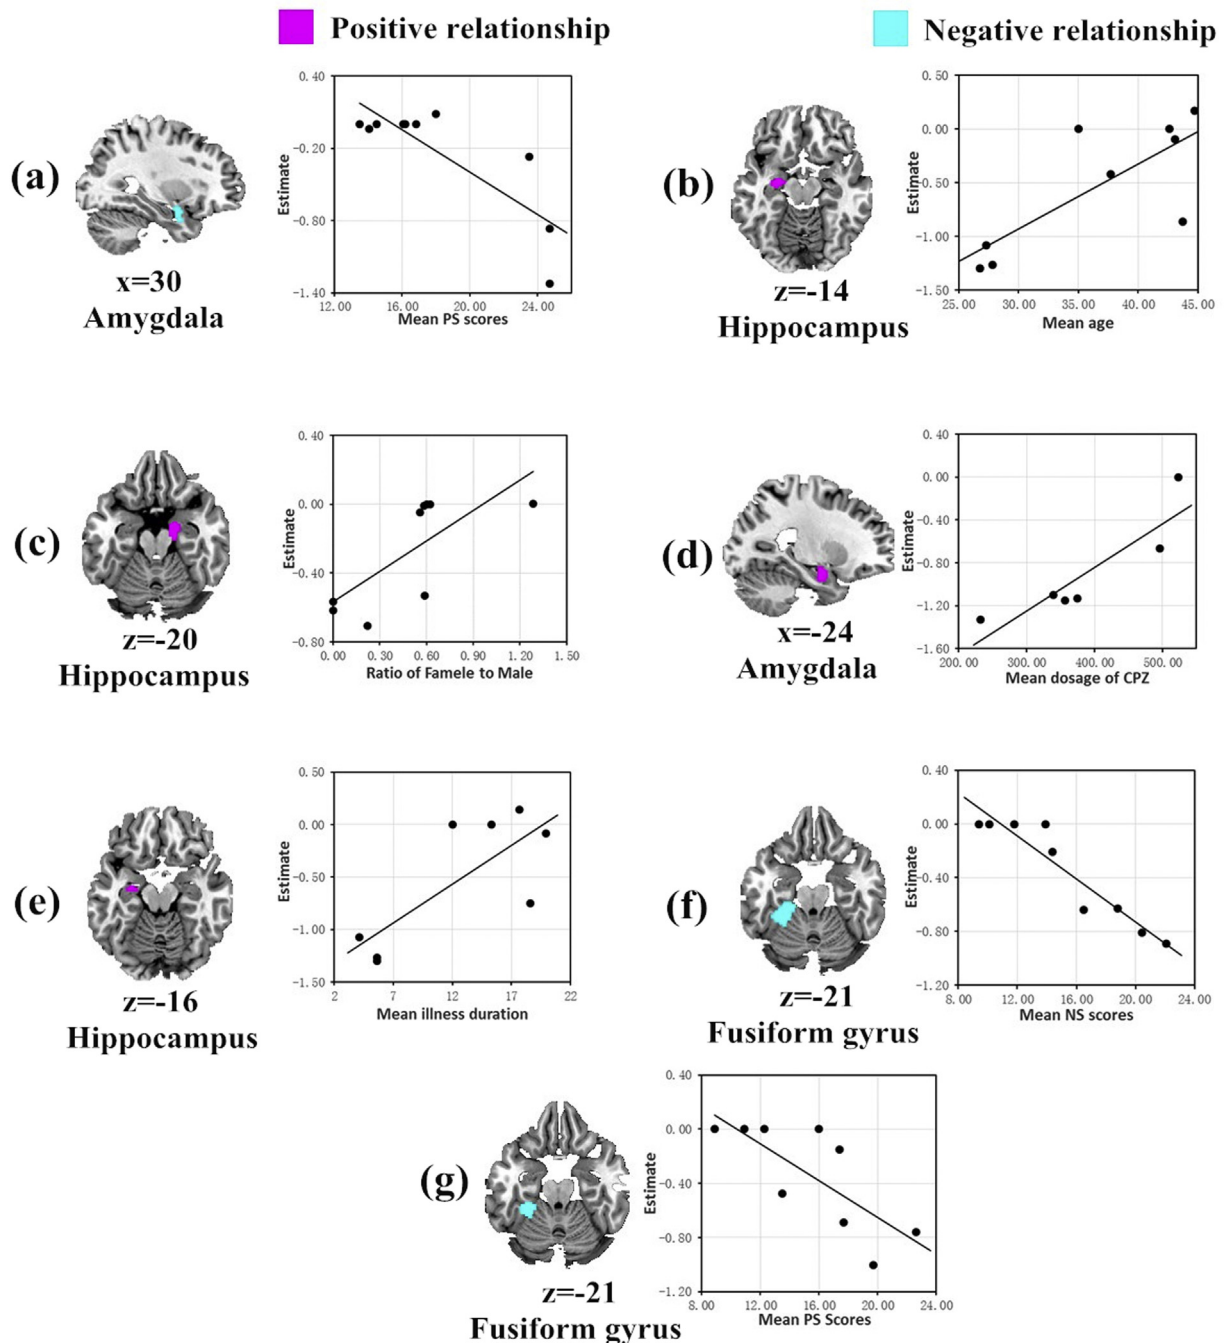 Positive relationship
Negative relationship
(a)
x=30
Amygdala
Estimate
0.40
-0.20
-0.80
-1.40
12.00 16.00 20.00 24.00
Mean PS scores
(b)
z=-14
Hippocampus
Estimate
0.50
0.00
-0.50
-1.00
-1.50
25.00 30.00 35.00 40.00 45.00
Mean age
(c)
z=-20
Hippocampus
Estimate
0.40
0.00
-0.40
-0.80
0.00 0.30 0.60 0.90 1.20 1.50
Ratio of Famele to Male
(d)
x=-24
Amygdala
Estimate
0.40
0.00
-0.40
-0.80
-1.20
-1.60
200.00 300.00 400.00 500.00
Mean dosage of CPZ
(e)
z=-16
Hippocampus
Estimate
0.50
0.00
-0.50
-1.00
-1.50
2 7 12 17 22
Mean illness duration
(f)
z=-21
Fusiform gyrus
Estimate
0.40
0.00
-0.40
-0.80
-1.20
8.00 12.00 16.00 20.00 24.00
Mean NS scores
(g)
z=-21
Fusiform gyrus
Estimate
0.40
0.00
-0.40
-0.80
-1.20
8.00 12.00 16.00 20.00 24.00
Mean PS Scores